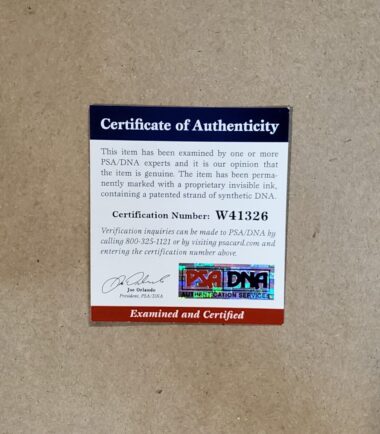 Certificate of Authenticity
This item has been examined by one or more
PSA/DNA experts and it is our opinion that
the item is genuine. The item has been perma-
nently marked with a proprietary invisible ink,
containing a patented strand of synthetic DNA.
Certification Number: W41326
Verification inquiries can be made to PSA/DNA by
calling 800-325-1121 or by visiting psacard.com and
entering the certification number above.
PSA DNA
AUTHENTICATION SERVICES
Joe Orlando
President, PSA/DNA
Examined and Certified